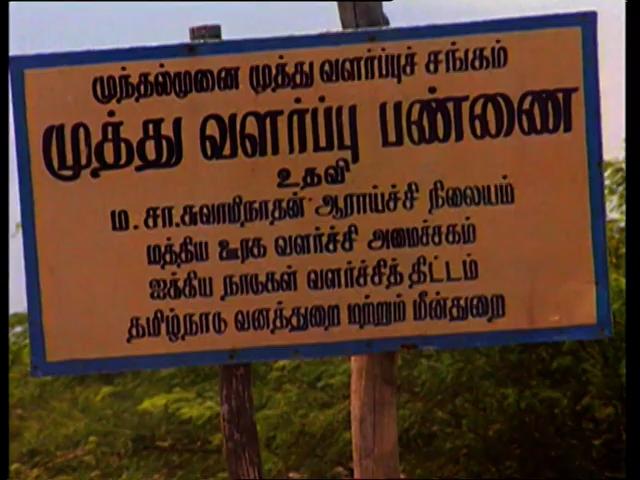 முந்தல்முனை முத்து வளர்ப்புச் சங்கம்
முத்து வளர்ப்பு பண்ணை
உதவி
ம. சா.சுவாமிநாதன் ஆராய்ச்சி நிலையம்
மத்திய ஊரக வளர்ச்சி அமைச்சகம்
ஐக்கிய நாடுகள் வளர்ச்சித் திட்டம்
தமிழ்நாடு வனத்துறை மற்றும் மீன்துறை